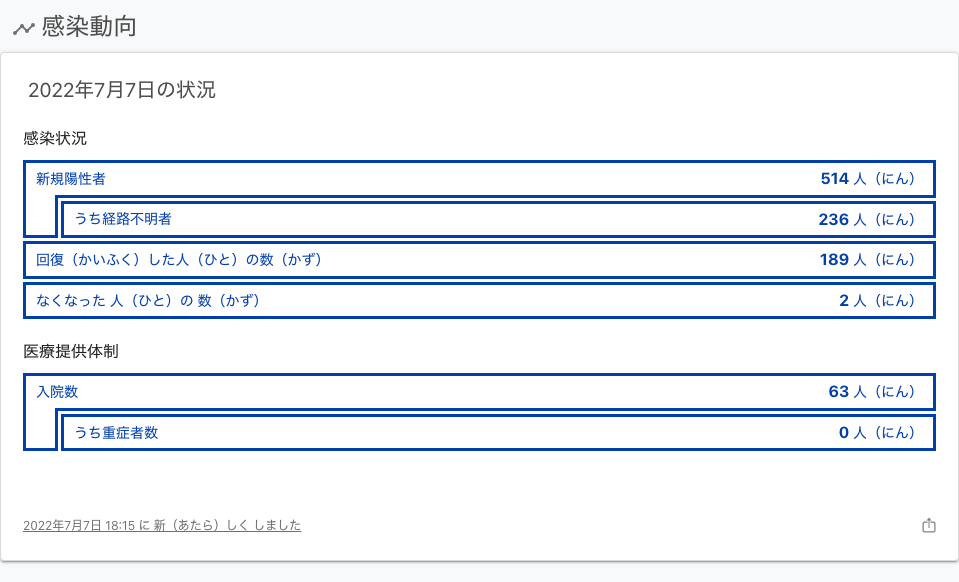 感染動向
2022年7月7日の状況
感染状況
新規陽性者 514 人（にん）
うち経路不明者 236 人（にん）
回復（かいふく）した人（ひと）の数（かず） 189 人（にん）
なくなった 人（ひと）の 数（かず） 2 人（にん）
医療提供体制
入院数 63 人（にん）
うち重症者数 0 人（にん）
2022年7月7日 18:15 に 新（あたら）しく しました